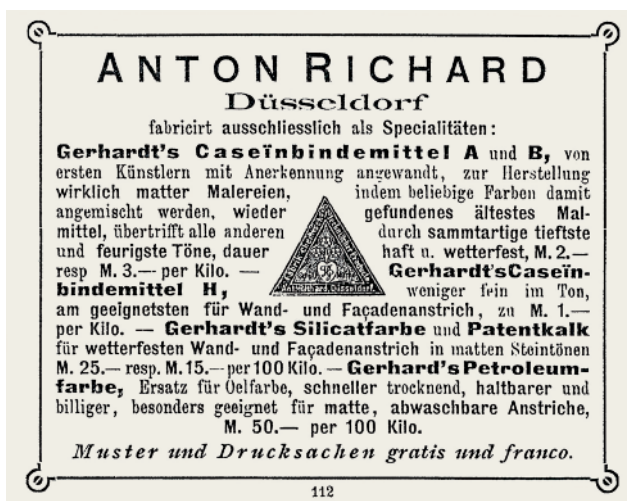 ANTON RICHARD
Düsseldorf
fabricirt ausschliesslich als Specialitäten:
Gerhardt's Caseïnbindemittel A und B, von
ersten Künstlern mit Anerkennung angewandt, zur Herstellung
wirklich matter Malereien, indem beliebige Farben damit
angemischt werden, wieder gefundenes ältestes Mal-
mittel, übertrifft alle anderen durch sammtartige tiefste
und feurigste Töne, dauer haft u. wetterfest, M. 2.—
resp M. 3.— per Kilo. — Gerhardt's Caseïn-
bindemittel H, weniger fein im Ton,
am geeignetsten für Wand- und Façadenanstrich, zu M. 1.—
per Kilo. — Gerhardt's Silicatfarbe und Patentkalk
für wetterfesten Wand- und Façadenanstrich in matten Steintönen
M. 25.— resp. M. 15.— per 100 Kilo. — Gerhard's Petroleum-
farbe, Ersatz für Oelfarbe, schneller trocknend, haltbarer und
billiger, besonders geeignet für matte, abwaschbare Anstriche,
M. 50.— per 100 Kilo.
Muster und Drucksachen gratis und franco.
Ant. Richard, Düsseldorf.
112